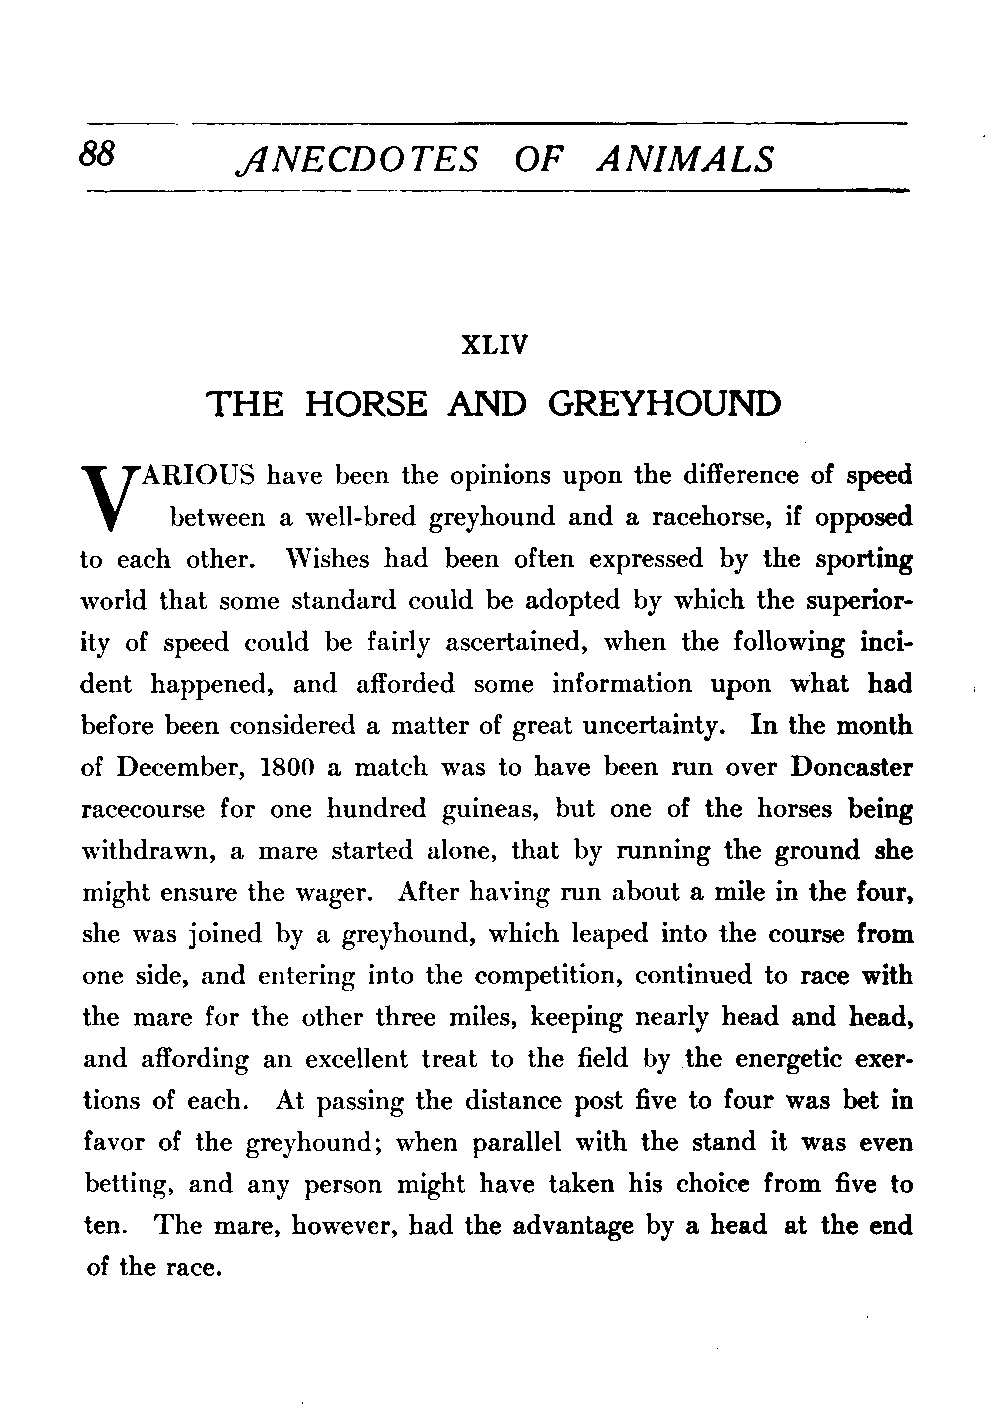 88 ANECDOTES OF ANIMALS
XLIV
THE HORSE AND GREYHOUND
VARIOUS have been the opinions upon the difference of speed
between a well-bred greyhound and a racehorse, if opposed
to each other. Wishes had been often expressed by the sporting
world that some standard could be adopted by which the superior-
ity of speed could be fairly ascertained, when the following inci-
dent happened, and afforded some information upon what had
before been considered a matter of great uncertainty. In the month
of December, 1800 a match was to have been run over Doncaster
racecourse for one hundred guineas, but one of the horses being
withdrawn, a mare started alone, that by running the ground she
might ensure the wager. After having run about a mile in the four,
she was joined by a greyhound, which leaped into the course from
one side, and entering into the competition, continued to race with
the mare for the other three miles, keeping nearly head and head,
and affording an excellent treat to the field by the energetic exer-
tions of each. At passing the distance post five to four was bet in
favor of the greyhound; when parallel with the stand it was even
betting, and any person might have taken his choice from five to
ten. The mare, however, had the advantage by a head at the end
of the race.